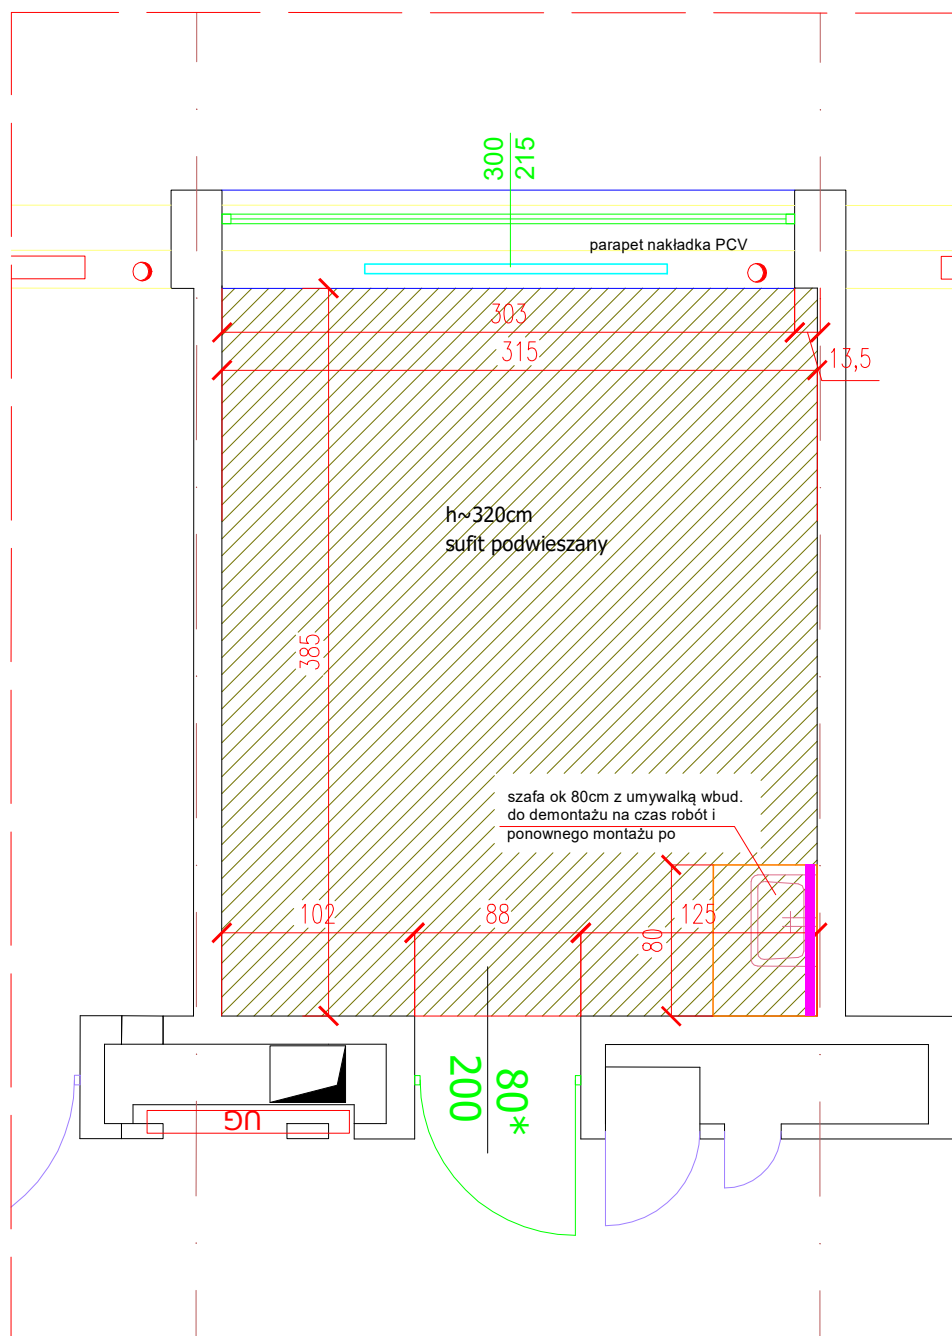 300
215
parapet nakładka PCV
303
315
13,5
h~320cm
sufit podwieszany
385
szafa ok 80cm z umywalką wbud.
do demontażu na czas robót i
ponownego montażu po
102
88
125
80
80*
200
UG